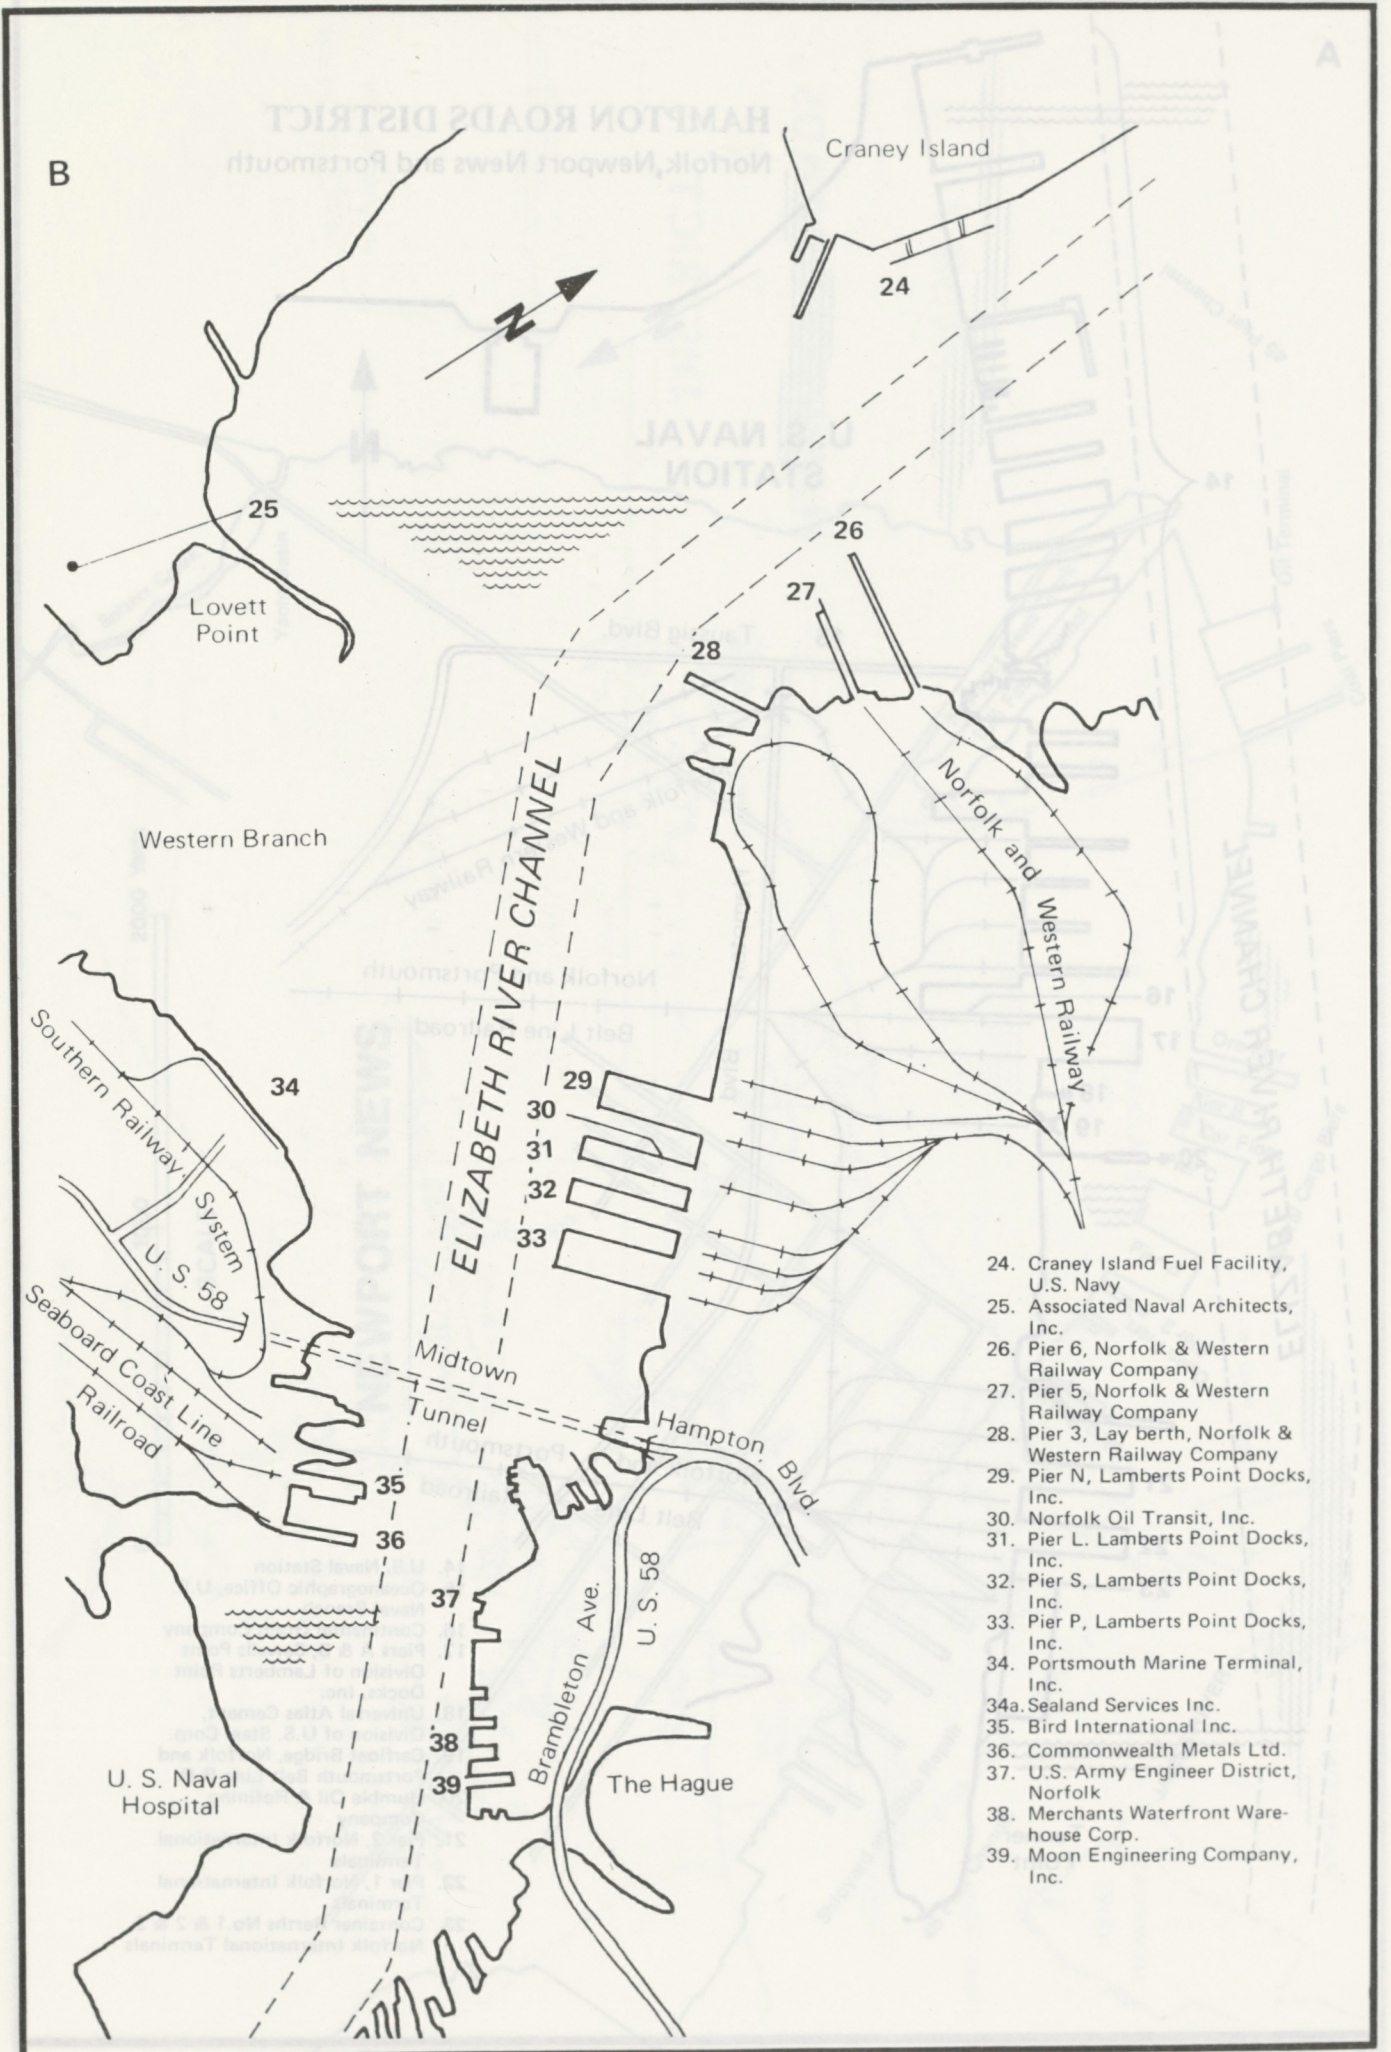 B
Craney Island
24
N
25
Lovett
Point
26
27
28
Western Branch
ELIZABETH RIVER CHANNEL
Norfolk and Western Railway
Southern Railway System
34
29
30
31
32
33
U. S. 58
Seaboard Coast Line
Railroad
Midtown
Tunnel
Hampton Blvd.
35
36
37
38
39
Brambleton Ave.
U. S. 58
U. S. Naval
Hospital
The Hague
24. Craney Island Fuel Facility,
U.S. Navy
25. Associated Naval Architects,
Inc.
26. Pier 6, Norfolk & Western
Railway Company
27. Pier 5, Norfolk & Western
Railway Company
28. Pier 3, Lay berth, Norfolk &
Western Railway Company
29. Pier N, Lamberts Point Docks,
Inc.
30. Norfolk Oil Transit, Inc.
31. Pier L. Lamberts Point Docks,
Inc.
32. Pier S, Lamberts Point Docks,
Inc.
33. Pier P, Lamberts Point Docks,
Inc.
34. Portsmouth Marine Terminal,
Inc.
34a. Sealand Services Inc.
35. Bird International Inc.
36. Commonwealth Metals Ltd.
37. U.S. Army Engineer District,
Norfolk
38. Merchants Waterfront Ware-
house Corp.
39. Moon Engineering Company,
Inc.